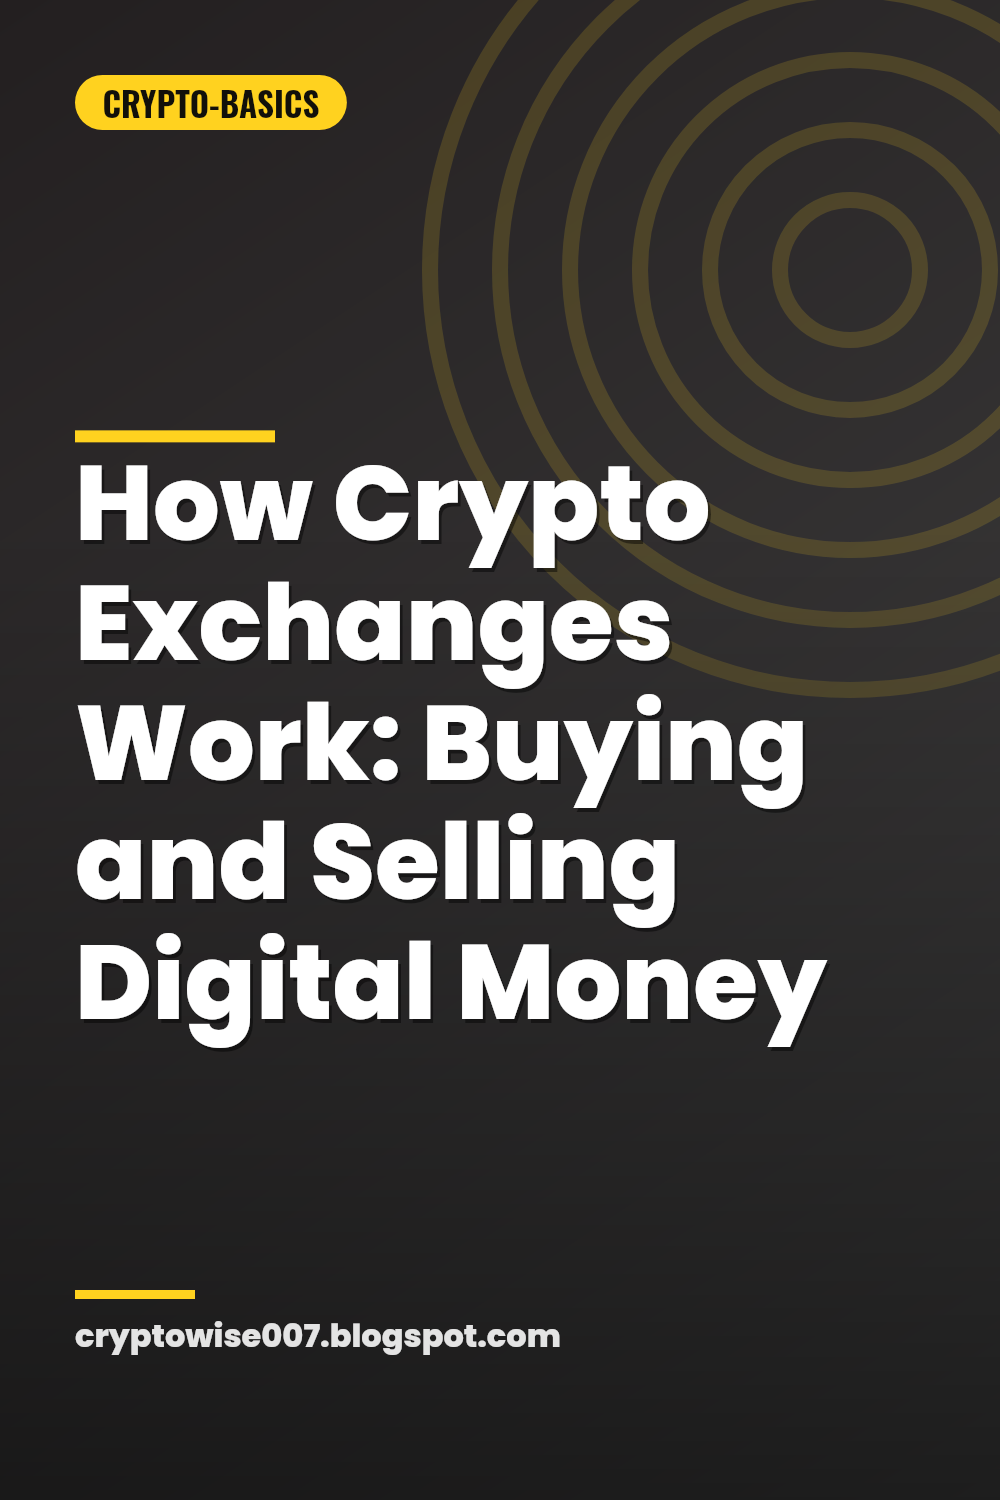 CRYPTO-BASICS
How Crypto
Exchanges
Work: Buying
and Selling
Digital Money
cryptowise007.blogspot.com